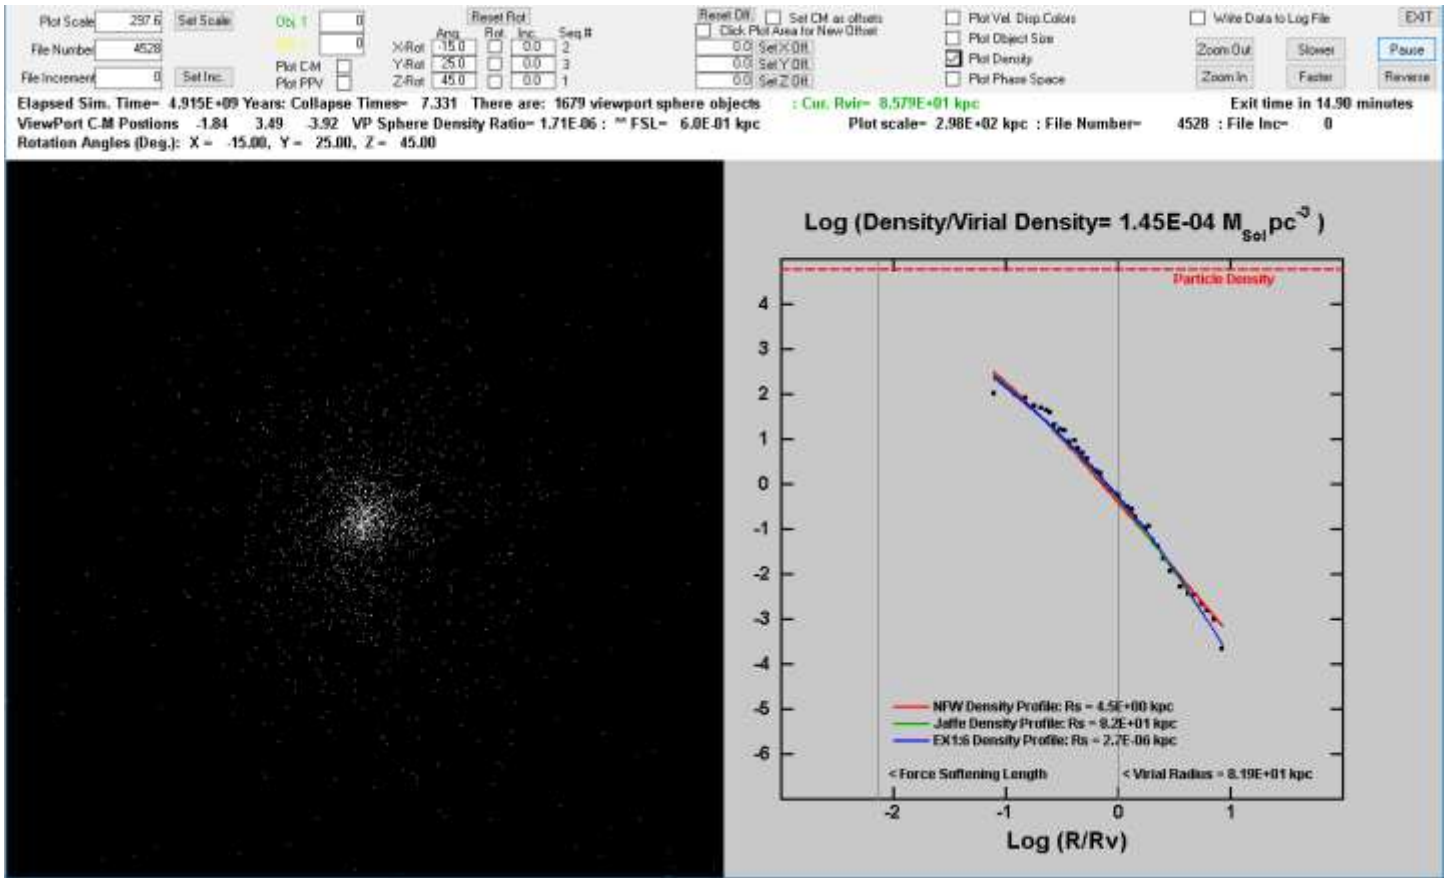 Plot Scale 297.6 Set Scale Obj. 1 0 Reset Rot Reset Off. Set CM as offsets Plot Vel. Disp.Colors Write Data to Log File EXIT
0 Ang. Rot. Inc. Seq.# Click Plot Area for New Offset Plot Object Size
File Number 4528 X-Rot -15.0 0.0 2 0.0 Set X Off. Zoom Out Slower Pause
Plot C-M Y-Rot 25.0 0.0 3 0.0 Set Y Off. Plot Density
File Increment 0 Set Inc. Plot PPV Z-Rot 45.0 0.0 1 0.0 Set Z Off. Plot Phase Space Zoom In Faster Reverse
Elapsed Sim. Time= 4.915E+09 Years: Collapse Times= 7.331 There are: 1679 viewport sphere objects : Cur. Rvir= 8.579E+01 kpc Exit time in 14.90 minutes
ViewPort C-M Postions -1.84 3.49 -3.92 VP Sphere Density Ratio= 1.71E-06 : ** FSL= 6.0E-01 kpc Plot scale= 2.98E+02 kpc : File Number= 4528 : File Inc= 0
Rotation Angles (Deg.): X = -15.00, Y = 25.00, Z = 45.00
Log (Density/Virial Density= 1.45E-04 M_Sol pc^-3 )
Particle Density
4
3
2
1
0
-1
-2
-3
-4
-5
-6
NFW Density Profile: Rs = 4.5E+00 kpc
Jaffe Density Profile: Rs = 8.2E+01 kpc
EX1:6 Density Profile: Rs = 2.7E-06 kpc
< Force Softening Length < Virial Radius = 8.19E+01 kpc
-2 -1 0 1
Log (R/Rv)